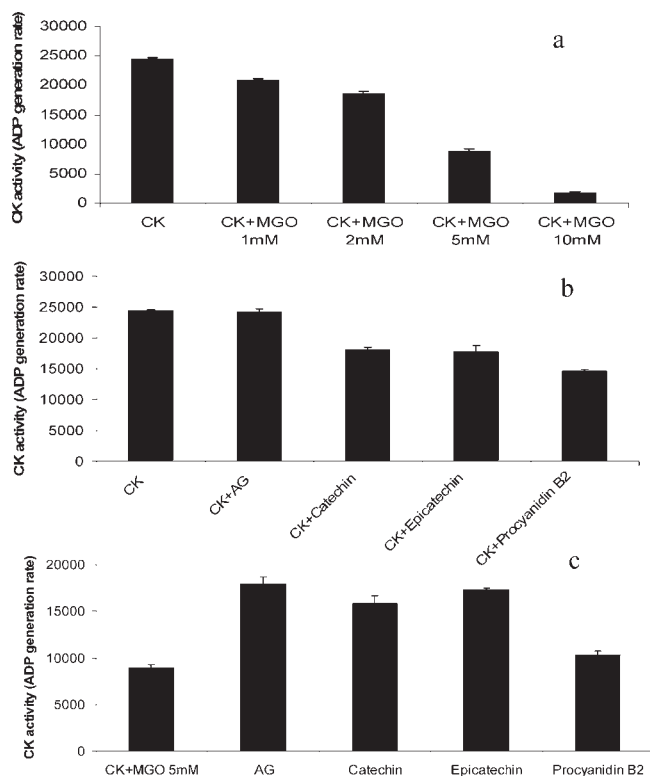 a
CK activity (ADP generation rate)
30000
25000
20000
15000
10000
5000
0
CK
CK+MGO 1mM
CK+MGO 2mM
CK+MGO 5mM
CK+MGO 10mM
b
CK activity (ADP generation rate)
30000
25000
20000
15000
10000
5000
0
CK
CK+AG
CK+Catechin
CK+Epicatechin
CK+Procyanidin B2
c
CK activity (ADP generation rate)
20000
15000
10000
5000
0
CK+MGO 5mM
AG
Catechin
Epicatechin
Procyanidin B2